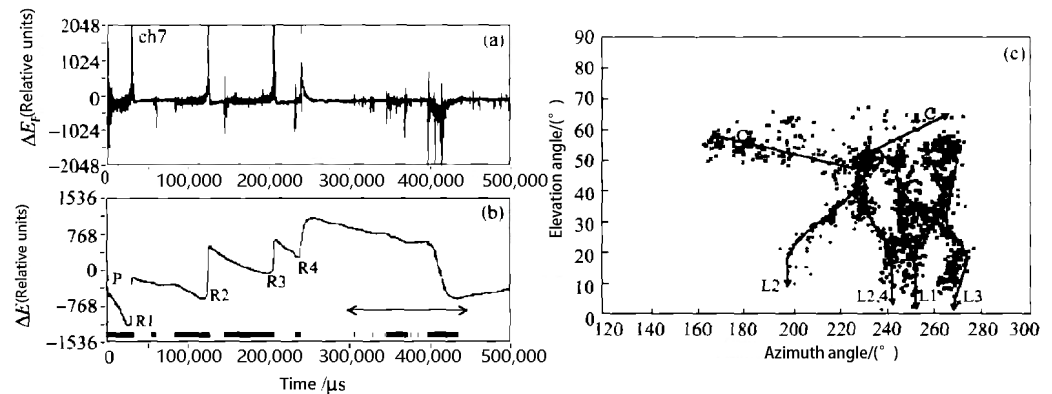 2048
1024
0
−1024
−2048
ΔE_F(Relative units)
ch7
(a)
0
100,000
200,000
300,000
400,000
500,000
1536
768
0
−768
−1536
ΔE(Relative units)
(b)
P
R1
R2
R3
R4
0
100,000
200,000
300,000
400,000
500,000
Time /μs
90
80
70
60
50
40
30
20
10
0
Elevation angle/(°)
(c)
C
C
L2
L2,4
L1
L3
120
140
160
180
200
220
240
260
280
300
Azimuth angle/(°)